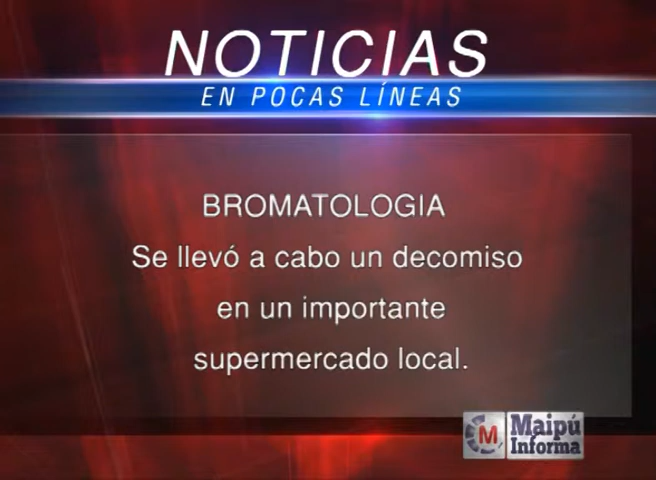 NOTICIAS
EN POCAS LÍNEAS
BROMATOLOGIA
Se llevó a cabo un decomiso
en un importante
supermercado local.
M
Maipú
Informa